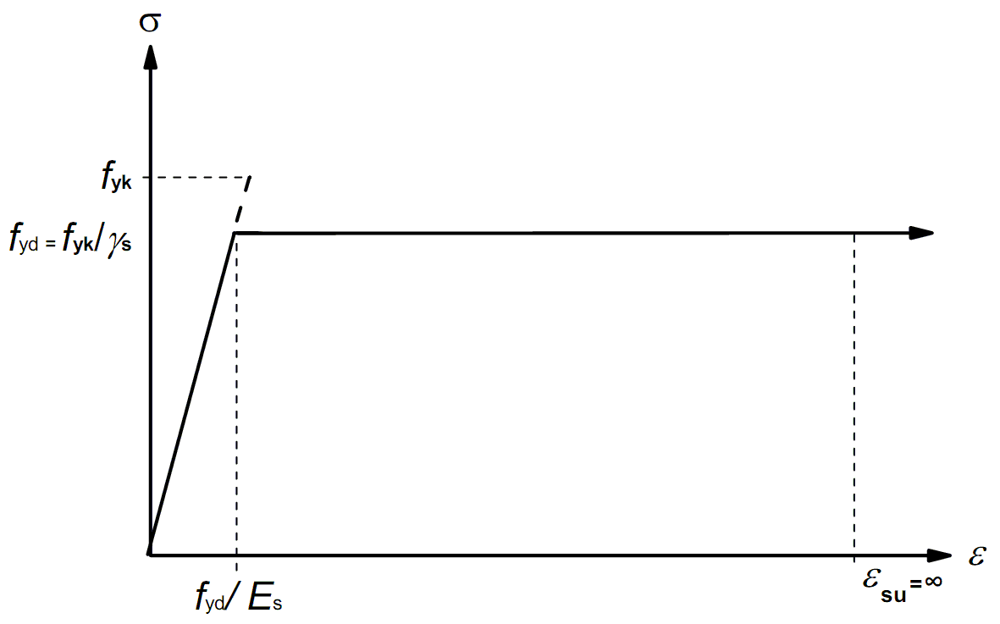 σ
fyk
fyd = fyk/γs
ε
fyd/ Es
εsu=∞